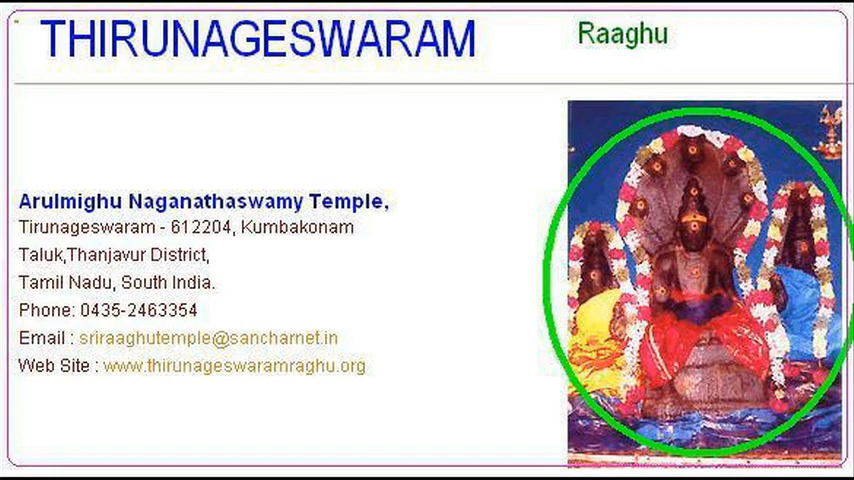 THIRUNAGESWARAM
Raaghu
Arulmighu Naganathaswamy Temple,
Tirunageswaram - 612204, Kumbakonam
Taluk,Thanjavur District,
Tamil Nadu, South India.
Phone: 0435-2463354
Email : sriraaghutemple@sancharnet.in
Web Site : www.thirunageswaramraghu.org